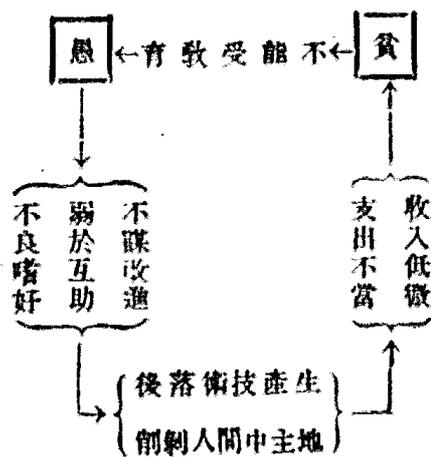 貧
不能受教育
愚
收入低微
支出不當
不謀改進
弱於互助
不良嗜好
生產技術落後
地主中間人剝削